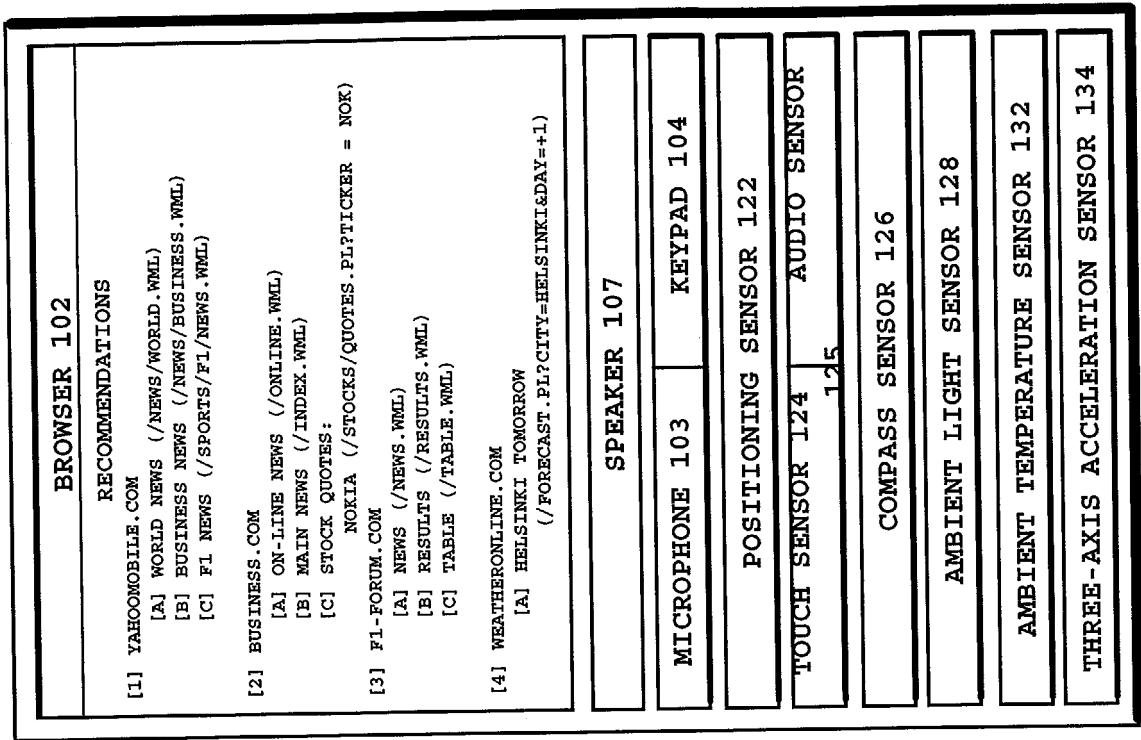 BROWSER 102
RECOMMENDATIONS
[1] YAHOOMOBILE.COM
[A] WORLD NEWS (/NEWS/WORLD.WML)
[B] BUSINESS NEWS (/NEWS/BUSINESS.WML)
[C] F1 NEWS (/SPORTS/F1/NEWS.WML)
[2] BUSINESS.COM
[A] ON-LINE NEWS (/ONLINE.WML)
[B] MAIN NEWS (/INDEX.WML)
[C] STOCK QUOTES:
NOKIA (/STOCKS/QUOTES.PL?TICKER = NOK)
[3] F1-FORUM.COM
[A] NEWS (/NEWS.WML)
[B] RESULTS (/RESULTS.WML)
[C] TABLE (/TABLE.WML)
[4] WEATHERONLINE.COM
[A] HELSINKI TOMORROW
(/FORECAST.PL?CITY=HELSINKI&DAY=+1)
SPEAKER 107
MICROPHONE 103
KEYPAD 104
POSITIONING SENSOR 122
TOUCH SENSOR 124
AUDIO SENSOR
125
COMPASS SENSOR 126
AMBIENT LIGHT SENSOR 128
AMBIENT TEMPERATURE SENSOR 132
THREE-AXIS ACCELERATION SENSOR 134